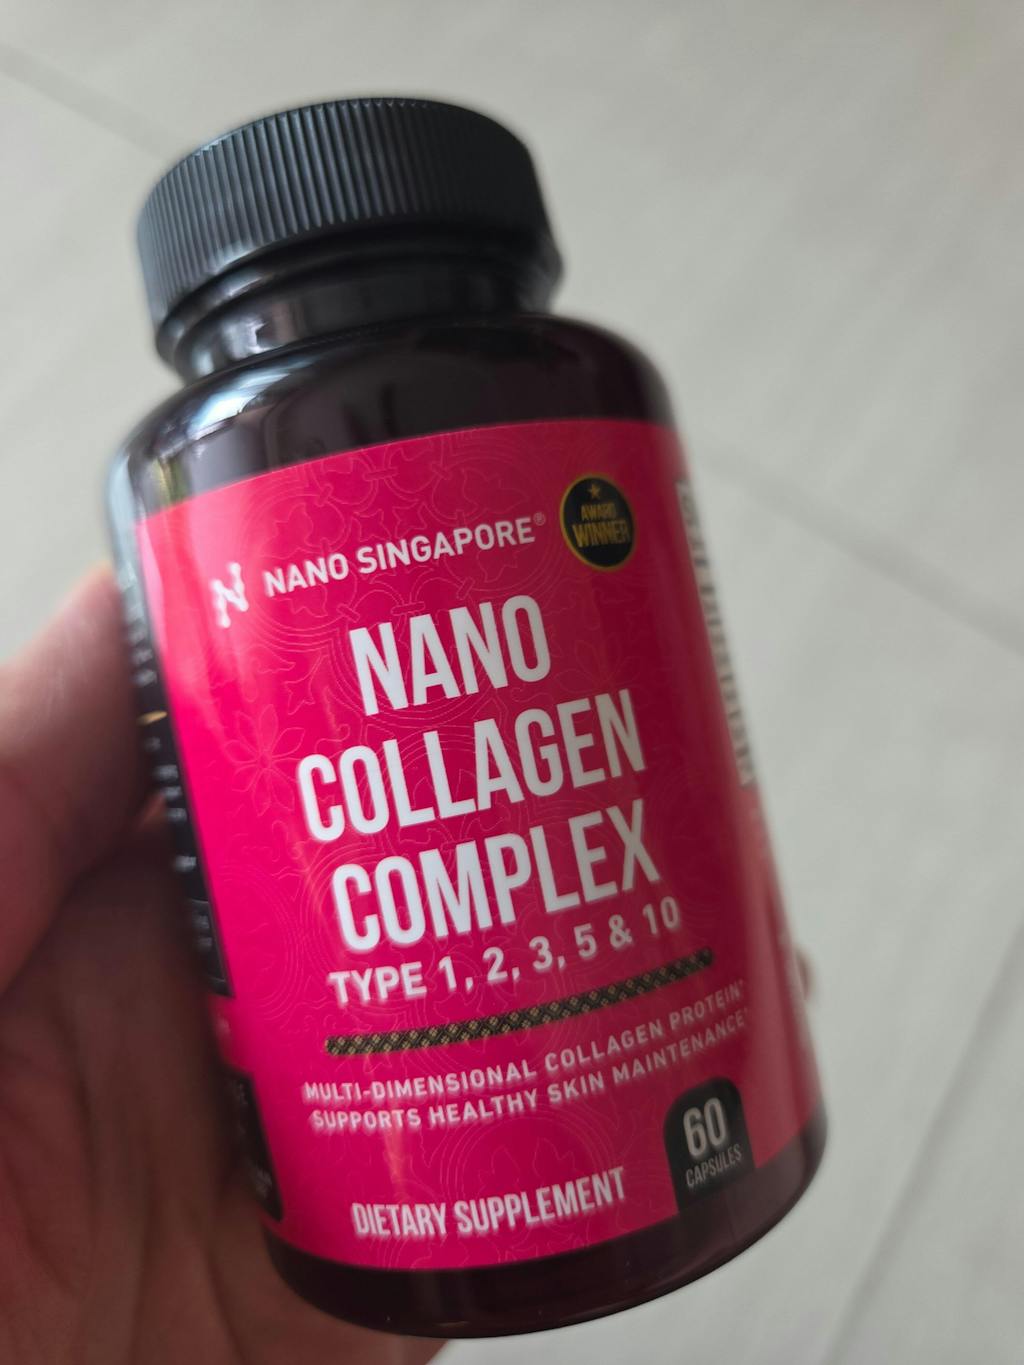 NANO SINGAPORE®
AWARD
WINNER
NANO
COLLAGEN
COMPLEX
TYPE 1, 2, 3, 5 & 10
MULTI-DIMENSIONAL COLLAGEN PROTEIN*
SUPPORTS HEALTHY SKIN MAINTENANCE*
60
CAPSULES
DIETARY SUPPLEMENT